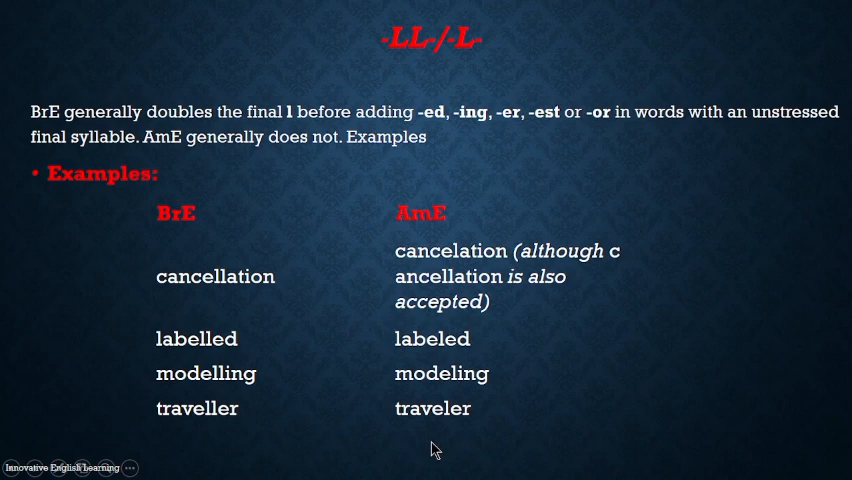 -LL-/-L-
BrE generally doubles the final l before adding -ed, -ing, -er, -est or -or in words with an unstressed
final syllable. AmE generally does not. Examples
• Examples:
BrE AmE
cancelation (although c
cancellation ancellation is also
accepted)
labelled labeled
modelling modeling
traveller traveler
Innovative English Learning